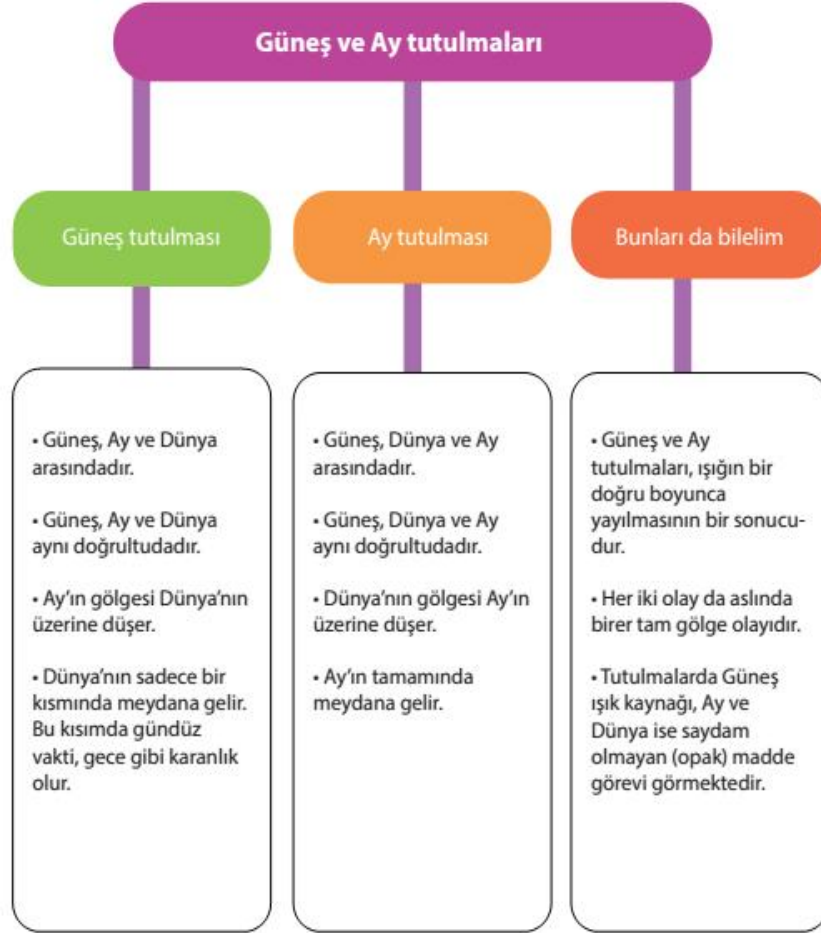 Güneş ve Ay tutulmaları
Güneş tutulması
Ay tutulması
Bunları da bilelim
• Güneş, Ay ve Dünya
arasındadır.
• Güneş, Ay ve Dünya
aynı doğrultudadır.
• Ay’ın gölgesi Dünya’nın
üzerine düşer.
• Dünya’nın sadece bir
kısmında meydana gelir.
Bu kısımda gündüz
vakti, gece gibi karanlık
olur.
• Güneş, Dünya ve Ay
arasındadır.
• Güneş, Dünya ve Ay
aynı doğrultudadır.
• Dünya’nın gölgesi Ay’ın
üzerine düşer.
• Ay’ın tamamında
meydana gelir.
• Güneş ve Ay
tutulmaları, ışığın bir
doğru boyunca
yayılmasının bir sonucu-
dur.
• Her iki olay da aslında
birer tam gölge olayıdır.
• Tutulmalarda Güneş
ışık kaynağı, Ay ve
Dünya ise saydam
olmayan (opak) madde
görevi görmektedir.